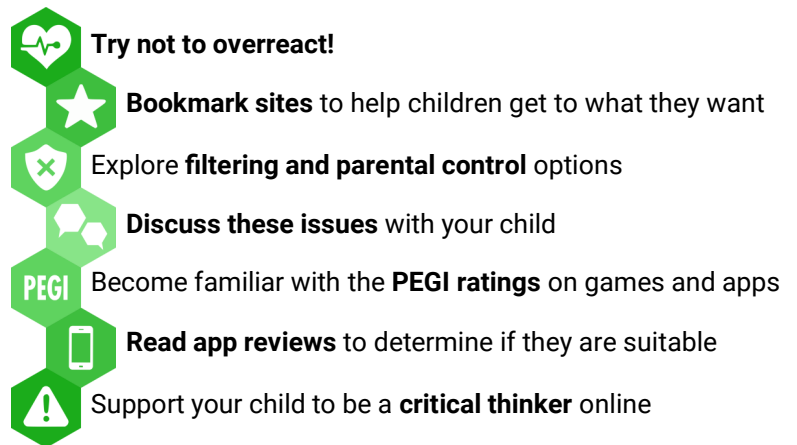 Try not to overreact!
Bookmark sites to help children get to what they want
Explore filtering and parental control options
Discuss these issues with your child
PEGI Become familiar with the PEGI ratings on games and apps
Read app reviews to determine if they are suitable
Support your child to be a critical thinker online